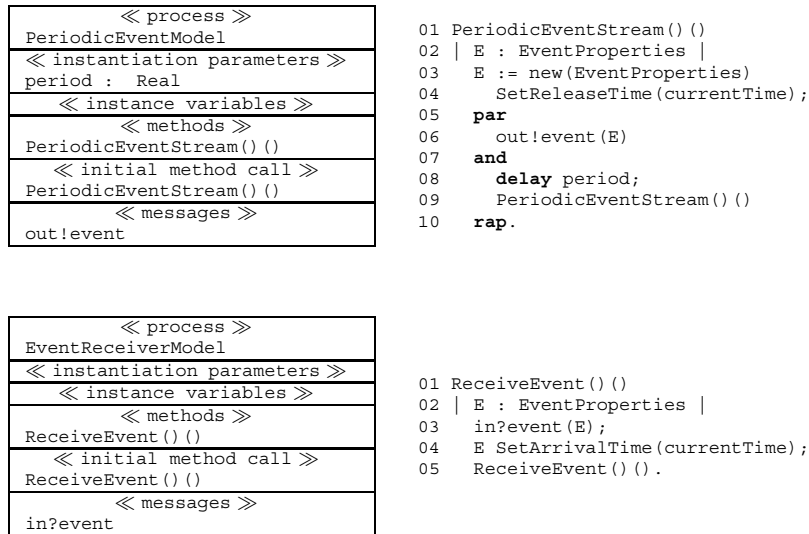 ≪ process ≫
PeriodicEventModel
≪ instantiation parameters ≫
period : Real
≪ instance variables ≫
≪ methods ≫
PeriodicEventStream()()
≪ initial method call ≫
PeriodicEventStream()()
≪ messages ≫
out!event
01 PeriodicEventStream()()
02 | E : EventProperties |
03 E := new(EventProperties)
04 SetReleaseTime(currentTime);
05 par
06 out!event(E)
07 and
08 delay period;
09 PeriodicEventStream()()
10 rap.
≪ process ≫
EventReceiverModel
≪ instantiation parameters ≫
≪ instance variables ≫
≪ methods ≫
ReceiveEvent()()
≪ initial method call ≫
ReceiveEvent()()
≪ messages ≫
in?event
01 ReceiveEvent()()
02 | E : EventProperties |
03 in?event(E);
04 E SetArrivalTime(currentTime);
05 ReceiveEvent()().